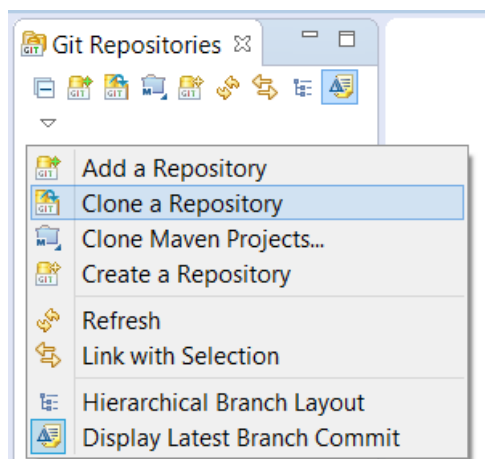 Git Repositories
Add a Repository
Clone a Repository
Clone Maven Projects...
Create a Repository
Refresh
Link with Selection
Hierarchical Branch Layout
Display Latest Branch Commit